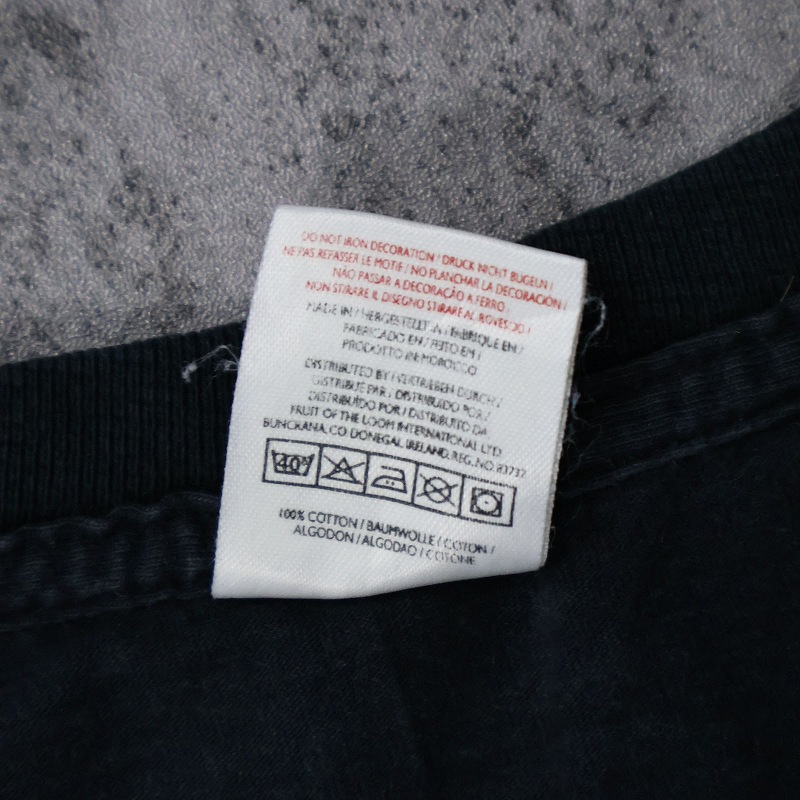 DO NOT IRON DECORATION / DRUCK NICHT BUGELN /
NE PAS REPASSER LE MOTIF / NO PLANCHAR LA DECORACIÓN /
NÃO PASSAR A DECORAÇÃO A FERRO /
NON STIRARE IL DISEGNO STIRARE AL ROVESCIO /
MADE IN / HERGESTELLT IN / FABRIQUE EN /
FABRICADO EN / FEITO EM /
PRODOTTO IN MOROCCO
DISTRIBUTED BY / VERTRIEBEN DURCH /
DISTRIBUE PAR / DISTRIBUIDO POR /
DISTRIBUÍDO POR / DISTRIBUITO DA
FRUIT OF THE LOOM INTERNATIONAL LTD.
BUNCRANA, CO. DONEGAL, IRELAND. REG. NO. 83737
40°
100% COTTON / BAUMWOLLE / COTON /
ALGODON / ALGODAO / COTONE